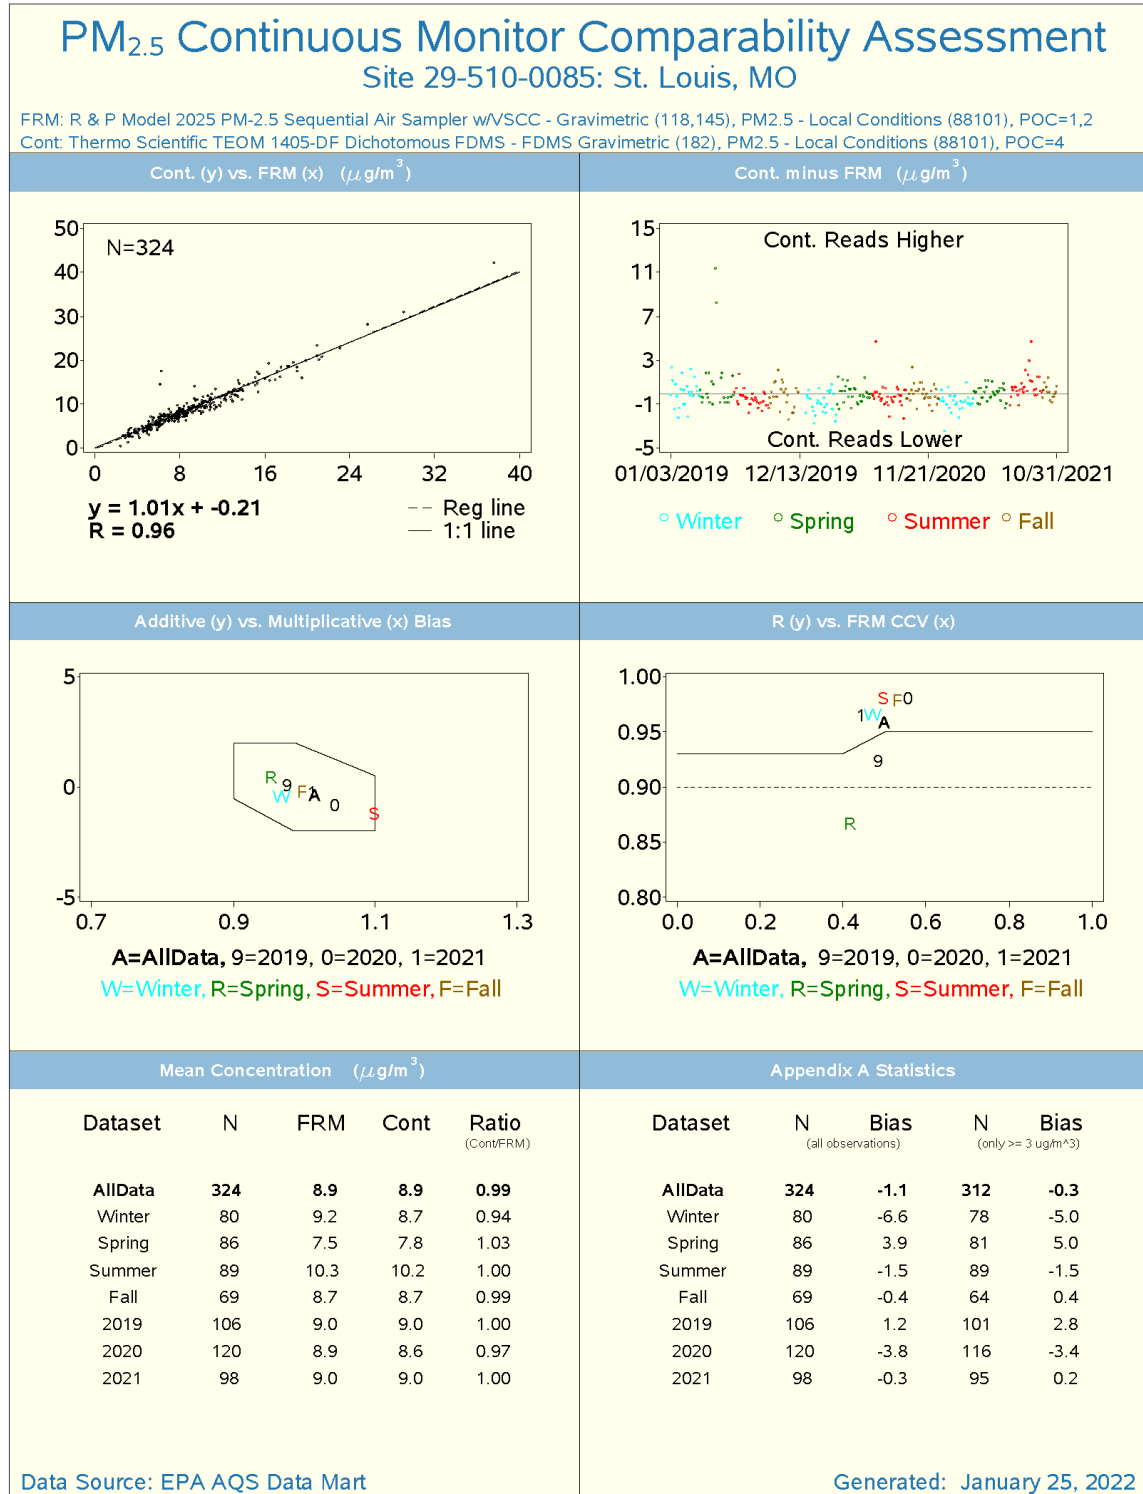 PM2.5 Continuous Monitor Comparability Assessment
Site 29-510-0085: St. Louis, MO
FRM: R & P Model 2025 PM-2.5 Sequential Air Sampler w/VSCC - Gravimetric (118,145), PM2.5 - Local Conditions (88101), POC=1,2
Cont: Thermo Scientific TEOM 1405-DF Dichotomous FDMS - FDMS Gravimetric (182), PM2.5 - Local Conditions (88101), POC=4
Cont. (y) vs. FRM (x) (μg/m³)
50
40
30
20
10
0
N=324
0 8 16 24 32 40
y = 1.01x + -0.21
R = 0.96
Reg line
1:1 line
Cont. minus FRM (μg/m³)
15
11
7
3
-1
-5
Cont. Reads Higher
Cont. Reads Lower
01/03/2019 12/13/2019 11/21/2020 10/31/2021
Winter Spring Summer Fall
Additive (y) vs. Multiplicative (x) Bias
5
0
-5
R 9 W F 1 A 0 S
0.7 0.9 1.1 1.3
A=AllData, 9=2019, 0=2020, 1=2021
W=Winter, R=Spring, S=Summer, F=Fall
R (y) vs. FRM CCV (x)
1.00
0.95
0.90
0.85
0.80
S F 0
1 W A
9
R
0.0 0.2 0.4 0.6 0.8 1.0
A=AllData, 9=2019, 0=2020, 1=2021
W=Winter, R=Spring, S=Summer, F=Fall
Mean Concentration (μg/m³)
Dataset N FRM Cont Ratio
(Cont/FRM)
AllData 324 8.9 8.9 0.99
Winter 80 9.2 8.7 0.94
Spring 86 7.5 7.8 1.03
Summer 89 10.3 10.2 1.00
Fall 69 8.7 8.7 0.99
2019 106 9.0 9.0 1.00
2020 120 8.9 8.6 0.97
2021 98 9.0 9.0 1.00
Appendix A Statistics
Dataset N Bias N Bias
(all observations) (only >= 3 ug/m^3)
AllData 324 -1.1 312 -0.3
Winter 80 -6.6 78 -5.0
Spring 86 3.9 81 5.0
Summer 89 -1.5 89 -1.5
Fall 69 -0.4 64 0.4
2019 106 1.2 101 2.8
2020 120 -3.8 116 -3.4
2021 98 -0.3 95 0.2
Data Source: EPA AQS Data Mart
Generated: January 25, 2022